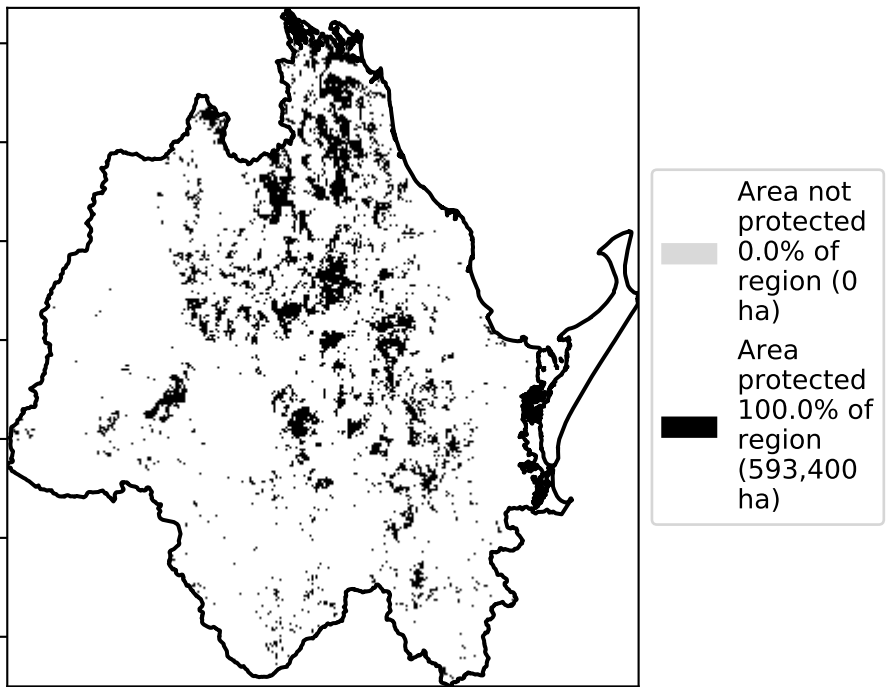 Area not
protected
0.0% of
region (0
ha)
Area
protected
100.0% of
region
(593,400
ha)